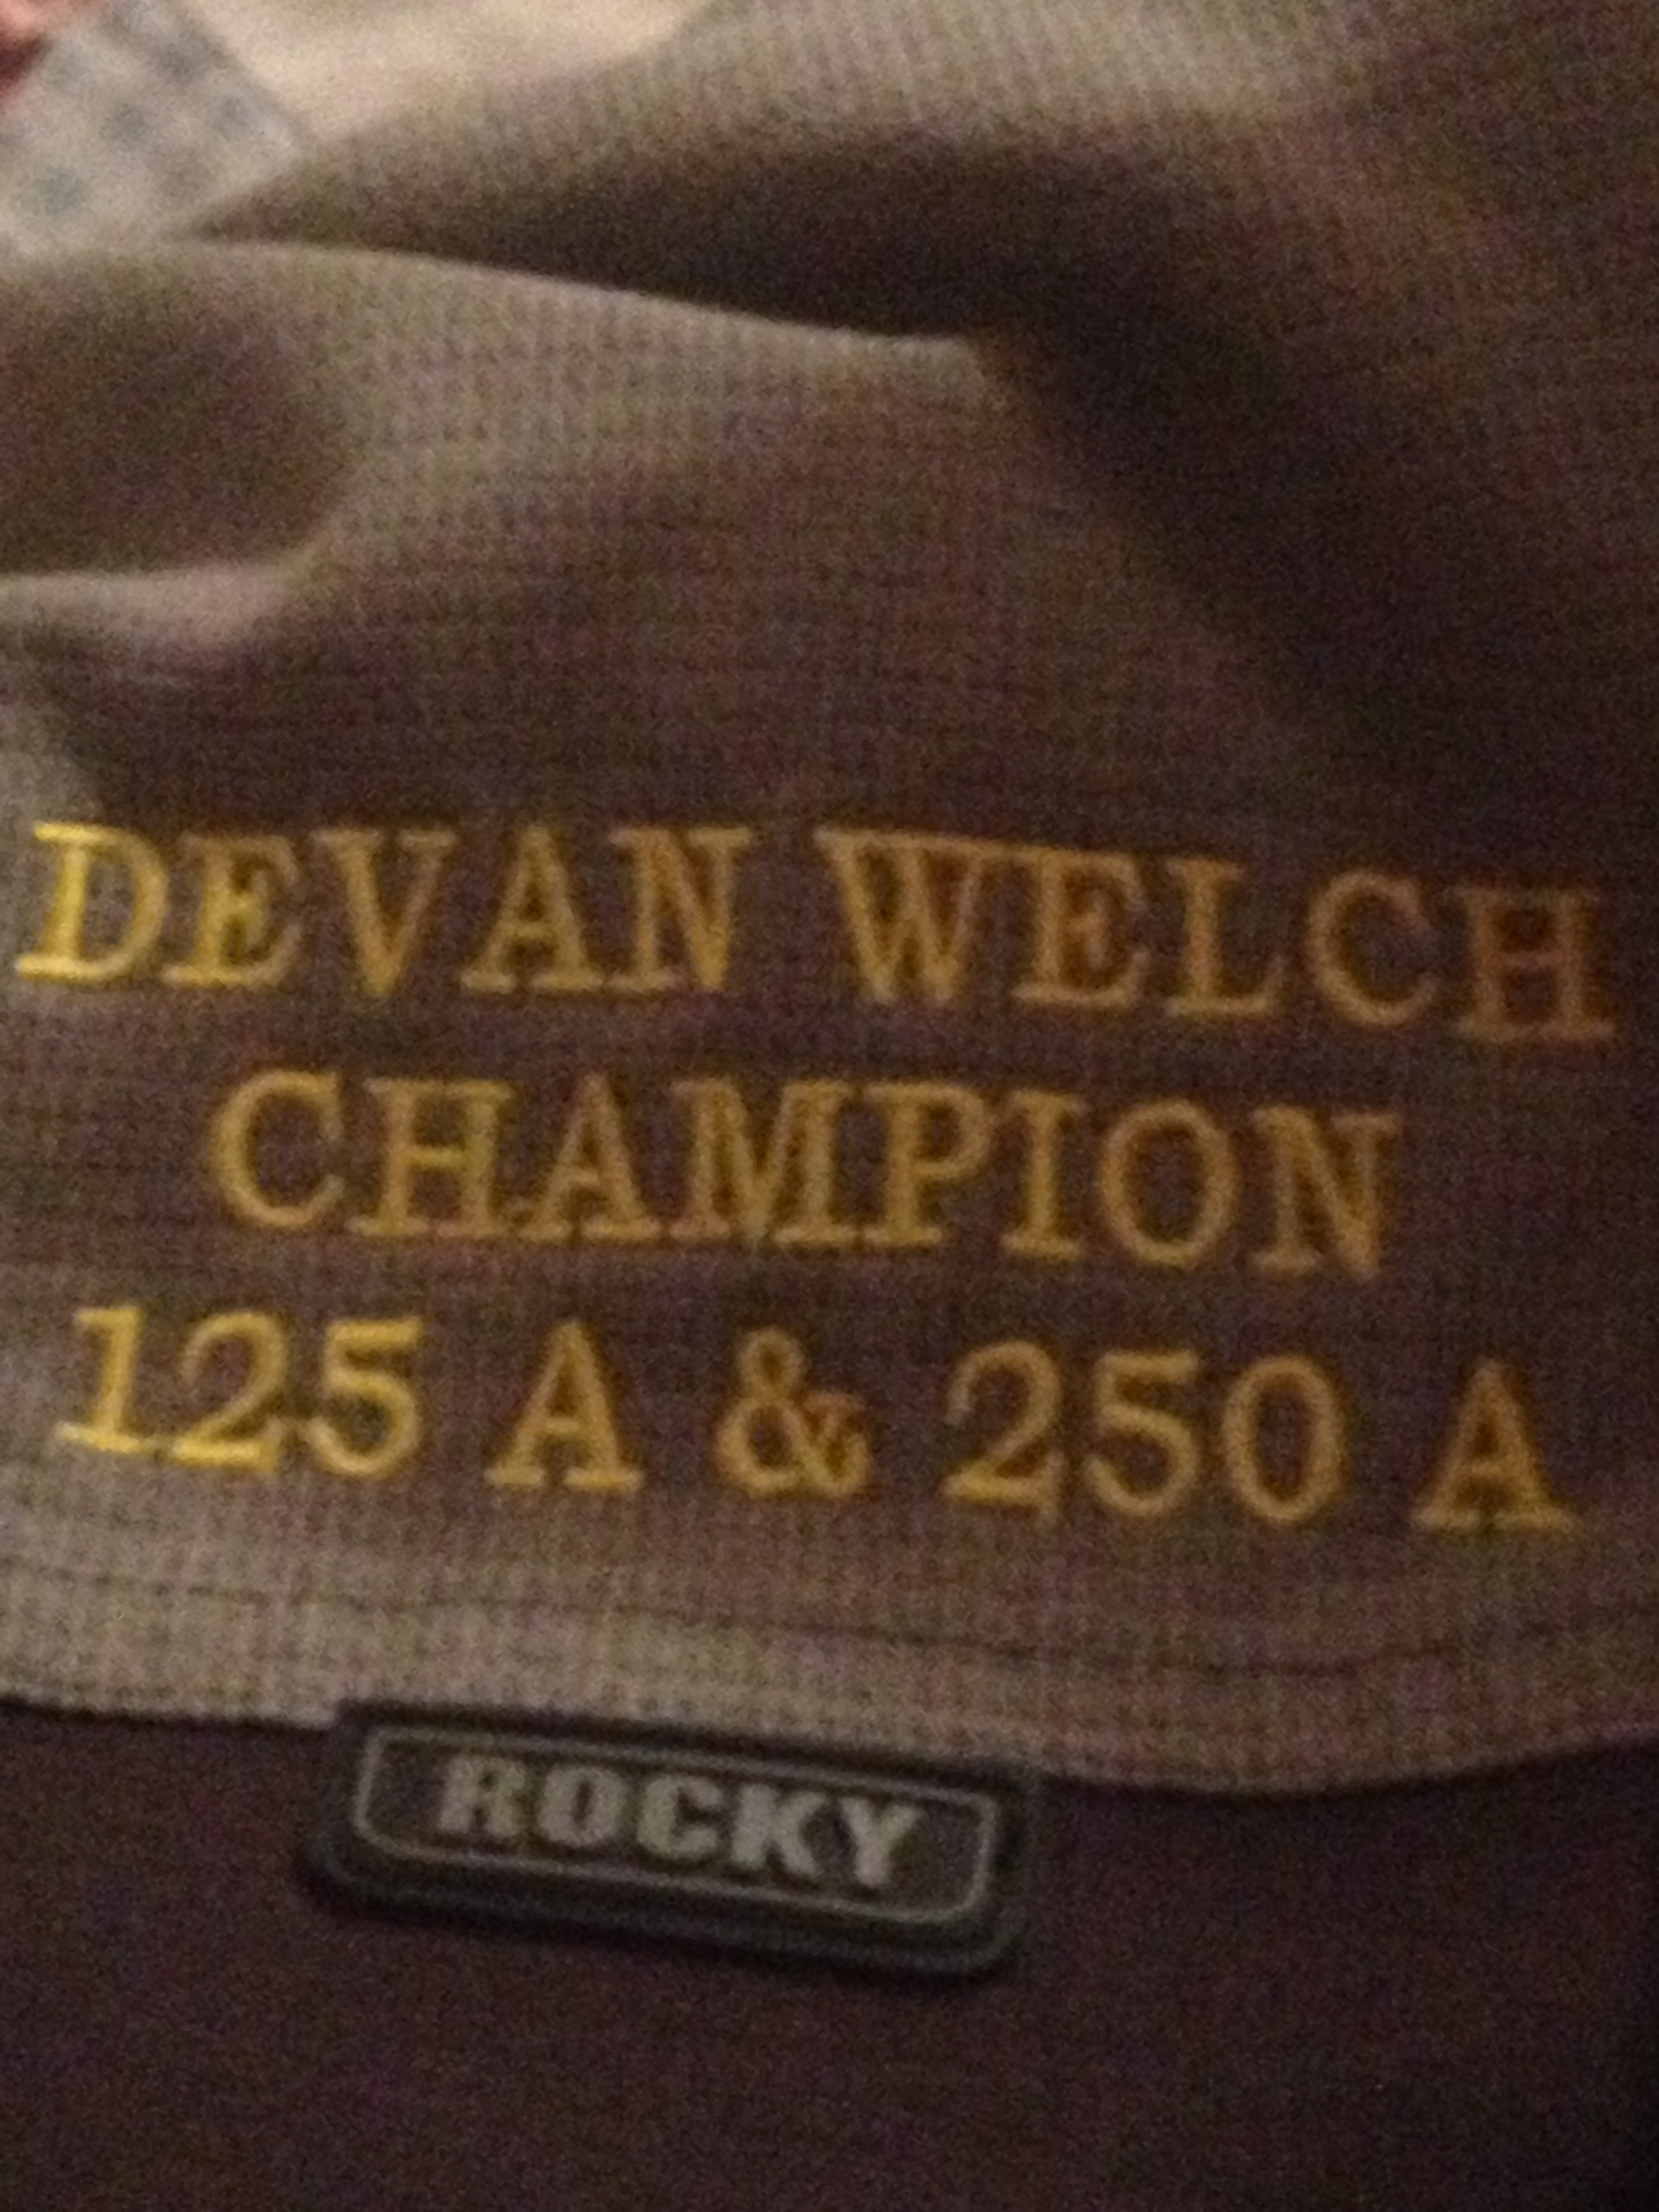 DEVAN WELCH
CHAMPION
125 A & 250 A
ROCKY